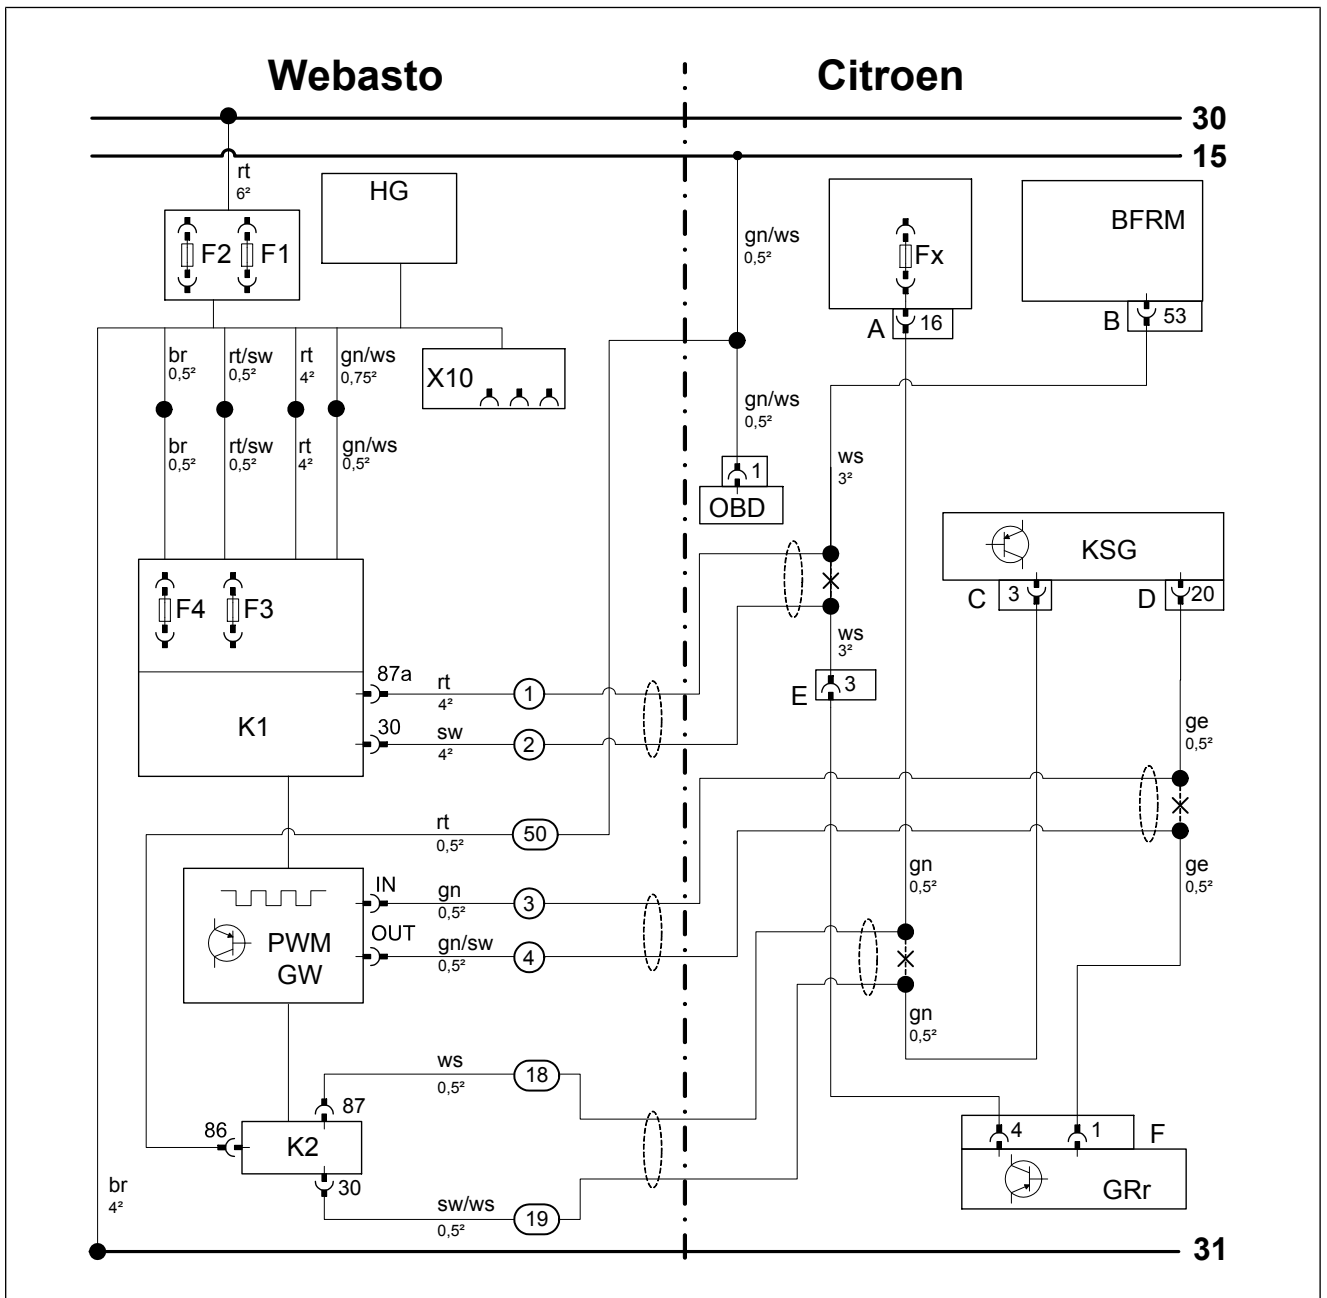 Webasto
Citroen
30
15
rt
6²
HG
F2
F1
gn/ws
0,5²
Fx
BFRM
A
16
B
53
br
0,5²
rt/sw
0,5²
rt
4²
gn/ws
0,75²
X10
gn/ws
0,5²
br
0,5²
rt/sw
0,5²
rt
4²
gn/ws
0,5²
1
OBD
ws
3²
KSG
C
3
D
20
F4
F3
ws
3²
E
3
87a
rt
4²
1
K1
30
sw
4²
2
ge
0,5²
rt
0,5²
50
gn
0,5²
ge
0,5²
IN
gn
0,5²
3
PWM
GW
OUT
gn/sw
0,5²
4
gn
0,5²
ws
0,5²
18
87
86
K2
30
4
1
F
GRr
br
4²
sw/ws
0,5²
19
31